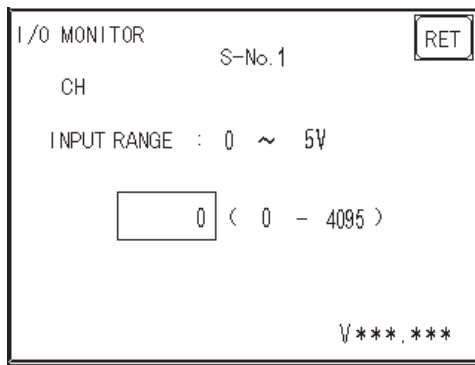 I/O MONITOR
RET
S-No.1
CH
INPUT RANGE : 0 ~ 5V
0 ( 0 - 4095 )
V***.***